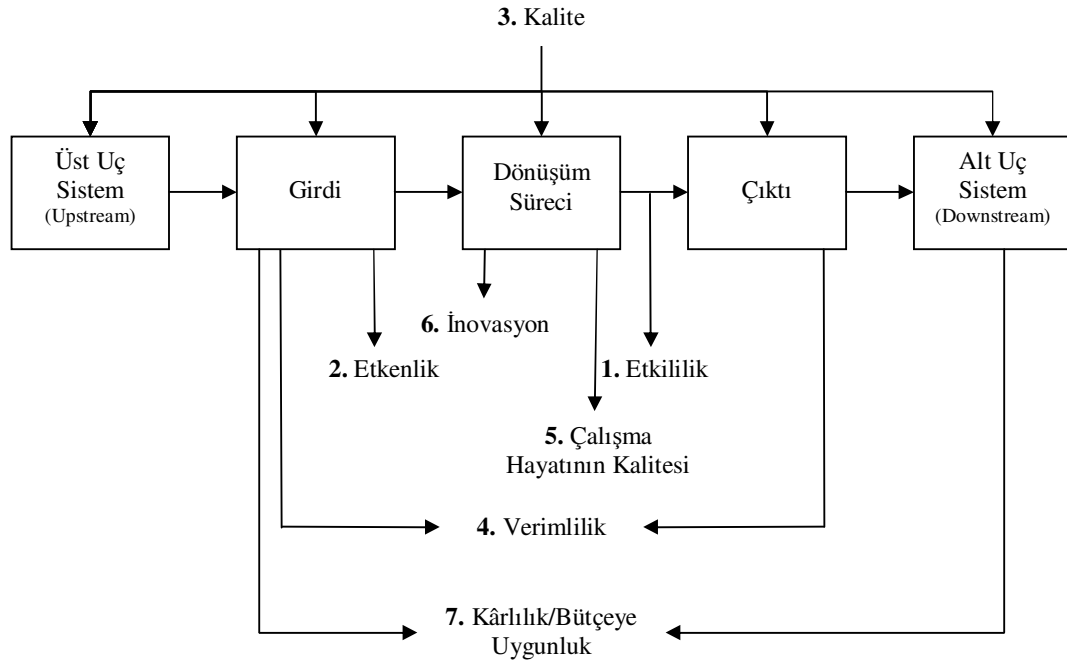 3. Kalite
Üst Uç
Sistem
(Upstream)
Girdi
Dönüşüm
Süreci
Çıktı
Alt Uç
Sistem
(Downstream)
6. İnovasyon
2. Etkenlik
1. Etkililik
5. Çalışma
Hayatının Kalitesi
4. Verimlilik
7. Kârlılık/Bütçeye
Uygunluk